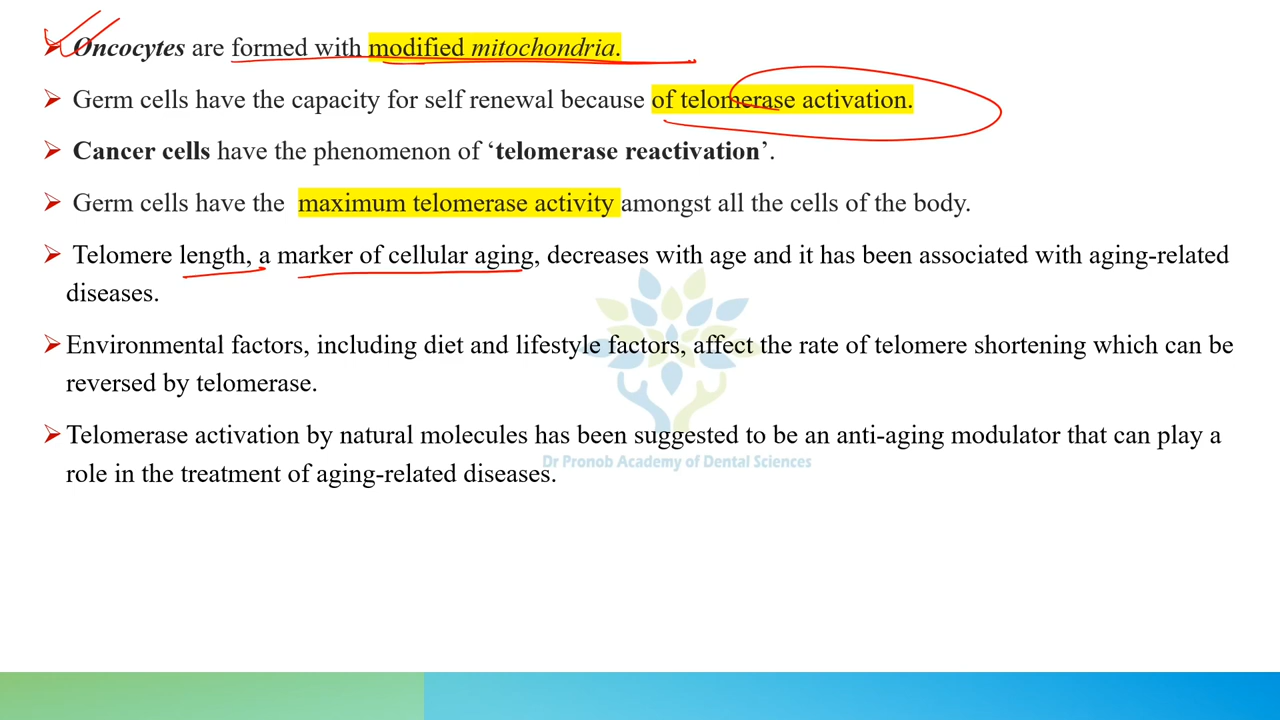 Oncocytes are formed with modified mitochondria.
Germ cells have the capacity for self renewal because of telomerase activation.
Cancer cells have the phenomenon of ‘telomerase reactivation’.
Germ cells have the maximum telomerase activity amongst all the cells of the body.
Telomere length, a marker of cellular aging, decreases with age and it has been associated with aging-related
diseases.
Environmental factors, including diet and lifestyle factors, affect the rate of telomere shortening which can be
reversed by telomerase.
Telomerase activation by natural molecules has been suggested to be an anti-aging modulator that can play a
Dr Pronob Academy of Dental Sciences
role in the treatment of aging-related diseases.